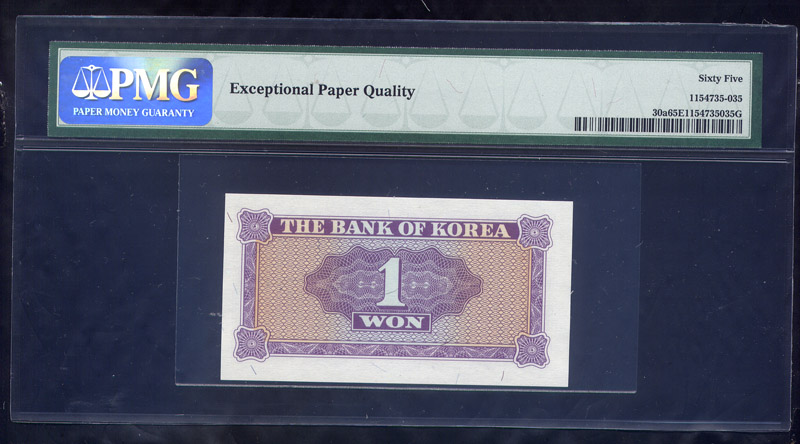 PMG
PAPER MONEY GUARANTY
Exceptional Paper Quality
Sixty Five
1154735-035
30a65E1154735035G
THE BANK OF KOREA
1
WON